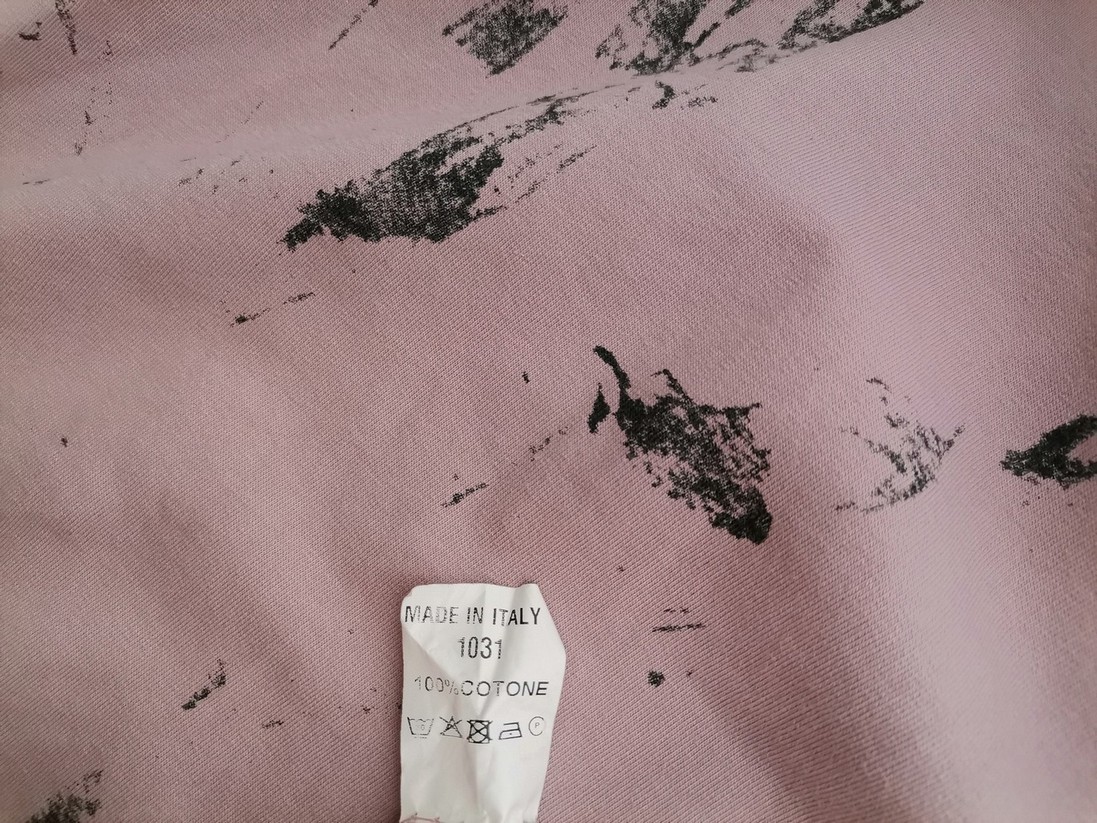 MADE IN ITALY
1031
100% COTONE
P